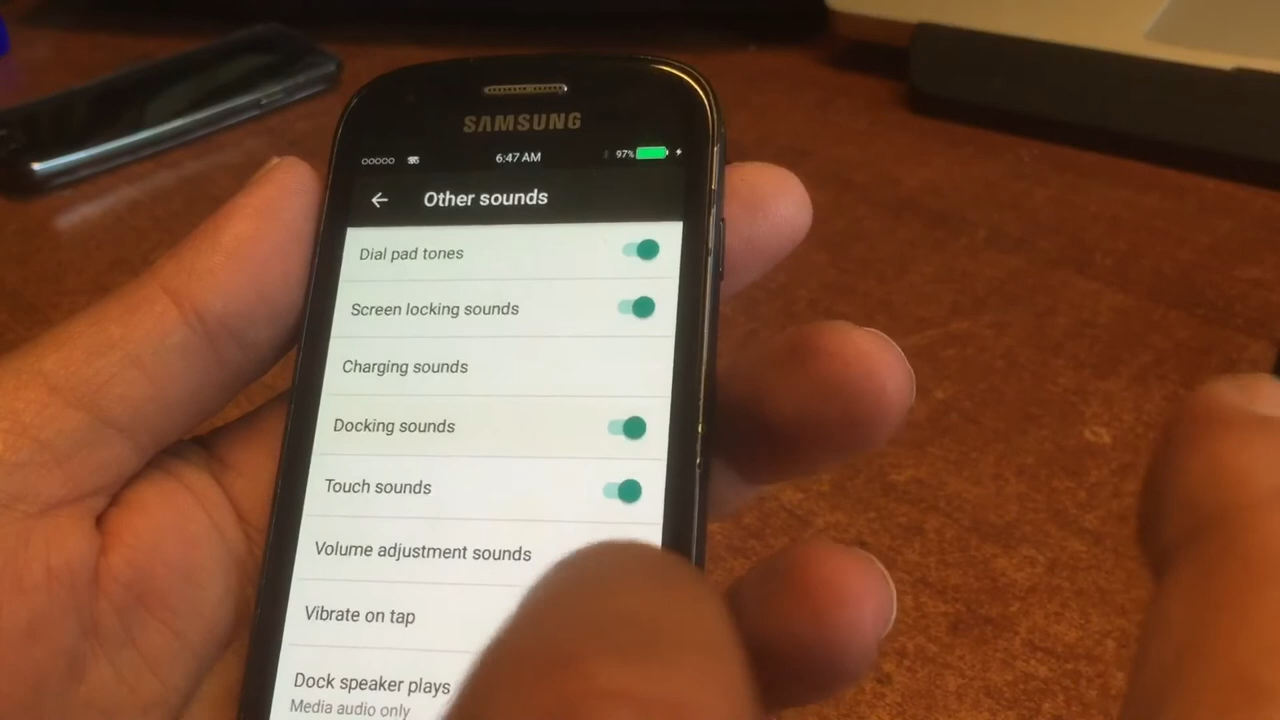 SAMSUNG
6:47 AM
97%
Other sounds
Dial pad tones
Screen locking sounds
Charging sounds
Docking sounds
Touch sounds
Volume adjustment sounds
Vibrate on tap
Dock speaker plays
Media audio only